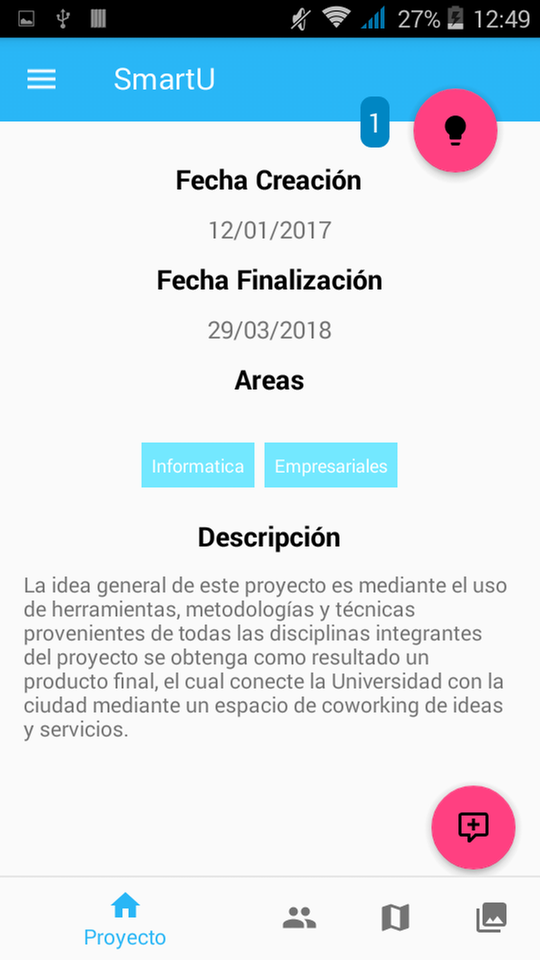 27% 12:49
SmartU
1
Fecha Creación
12/01/2017
Fecha Finalización
29/03/2018
Areas
Informatica Empresariales
Descripción
La idea general de este proyecto es mediante el uso
de herramientas, metodologías y técnicas
provenientes de todas las disciplinas integrantes
del proyecto se obtenga como resultado un
producto final, el cual conecte la Universidad con la
ciudad mediante un espacio de coworking de ideas
y servicios.
Proyecto